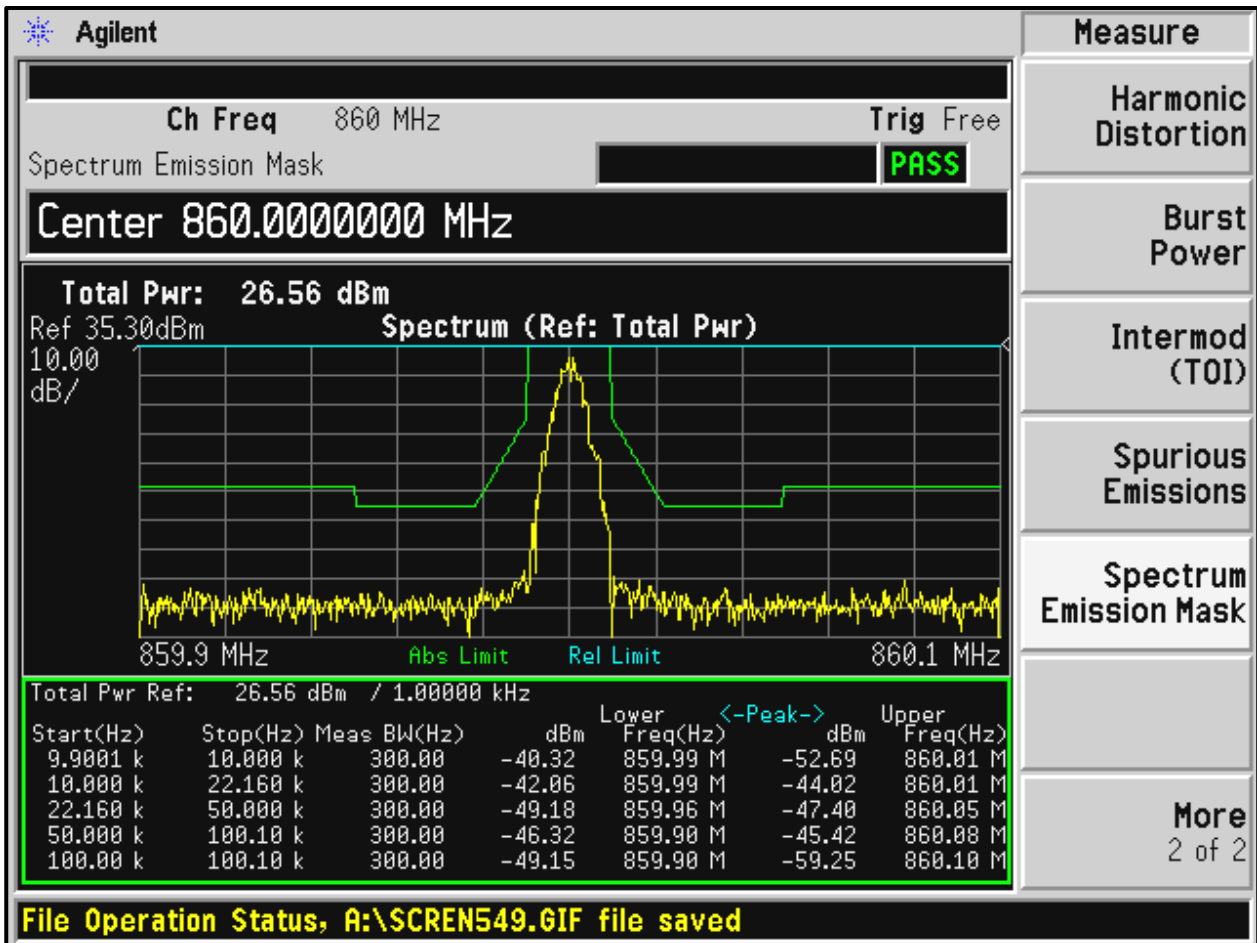 Agilent
Measure
Ch Freq 860 MHz Trig Free
Spectrum Emission Mask PASS
Center 860.0000000 MHz
Total Pwr: 26.56 dBm
Ref 35.30dBm Spectrum (Ref: Total Pwr)
10.00
dB/
859.9 MHz Abs Limit Rel Limit 860.1 MHz
Total Pwr Ref: 26.56 dBm / 1.00000 kHz
Lower <-Peak-> Upper
Start(Hz) Stop(Hz) Meas BW(Hz) dBm Freq(Hz) dBm Freq(Hz)
9.9001 k 10.000 k 300.00 -40.32 859.99 M -52.69 860.01 M
10.000 k 22.160 k 300.00 -42.06 859.99 M -44.02 860.01 M
22.160 k 50.000 k 300.00 -49.18 859.96 M -47.40 860.05 M
50.000 k 100.10 k 300.00 -46.32 859.90 M -45.42 860.08 M
100.00 k 100.10 k 300.00 -49.15 859.90 M -59.25 860.10 M
Harmonic
Distortion
Burst
Power
Intermod
(TOI)
Spurious
Emissions
Spectrum
Emission Mask
More
2 of 2
File Operation Status, A:\SCREN549.GIF file saved